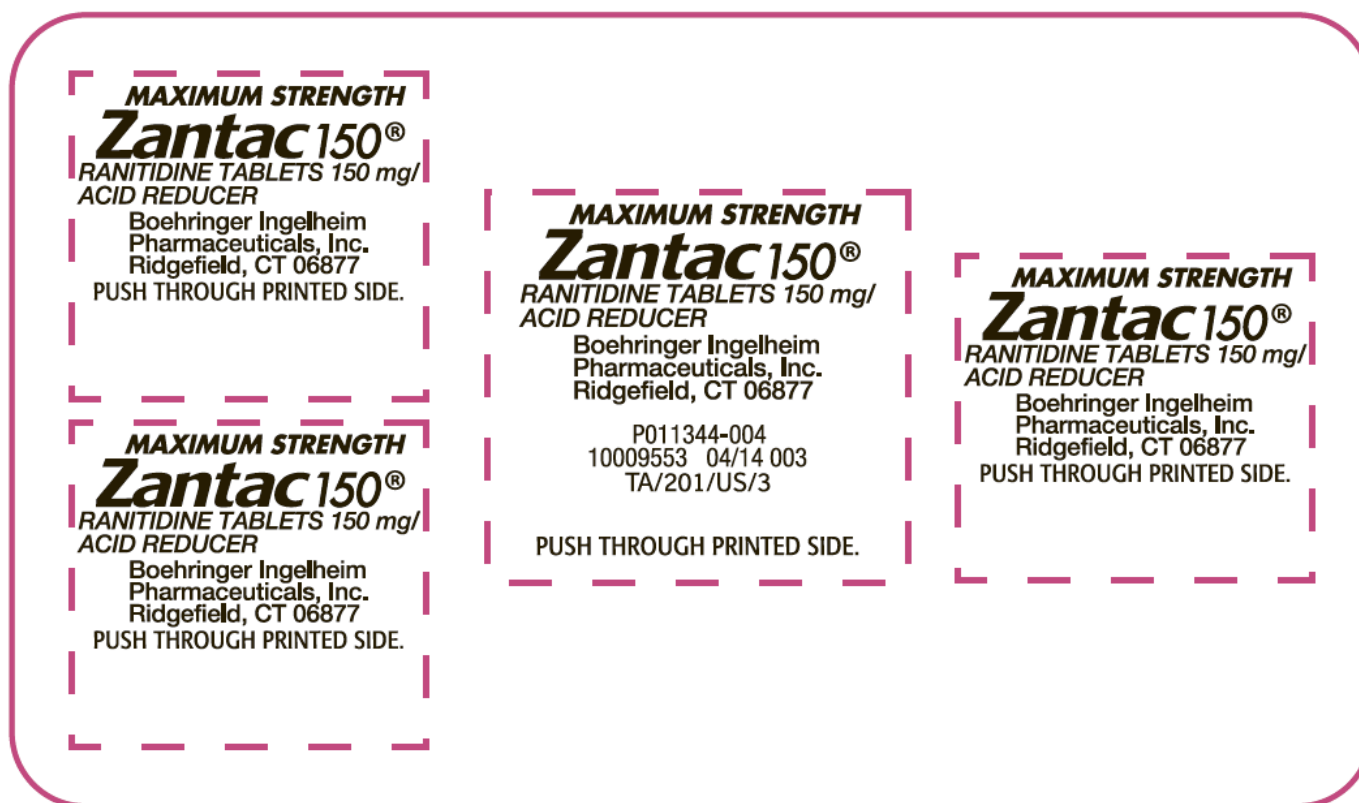 MAXIMUM STRENGTH
Zantac 150®
RANITIDINE TABLETS 150 mg/
ACID REDUCER
Boehringer Ingelheim
Pharmaceuticals, Inc.
Ridgefield, CT 06877
PUSH THROUGH PRINTED SIDE.
MAXIMUM STRENGTH
Zantac 150®
RANITIDINE TABLETS 150 mg/
ACID REDUCER
Boehringer Ingelheim
Pharmaceuticals, Inc.
Ridgefield, CT 06877
PUSH THROUGH PRINTED SIDE.
MAXIMUM STRENGTH
Zantac 150®
RANITIDINE TABLETS 150 mg/
ACID REDUCER
Boehringer Ingelheim
Pharmaceuticals, Inc.
Ridgefield, CT 06877
P011344-004
10009553 04/14 003
TA/201/US/3
PUSH THROUGH PRINTED SIDE.
MAXIMUM STRENGTH
Zantac 150®
RANITIDINE TABLETS 150 mg/
ACID REDUCER
Boehringer Ingelheim
Pharmaceuticals, Inc.
Ridgefield, CT 06877
PUSH THROUGH PRINTED SIDE.